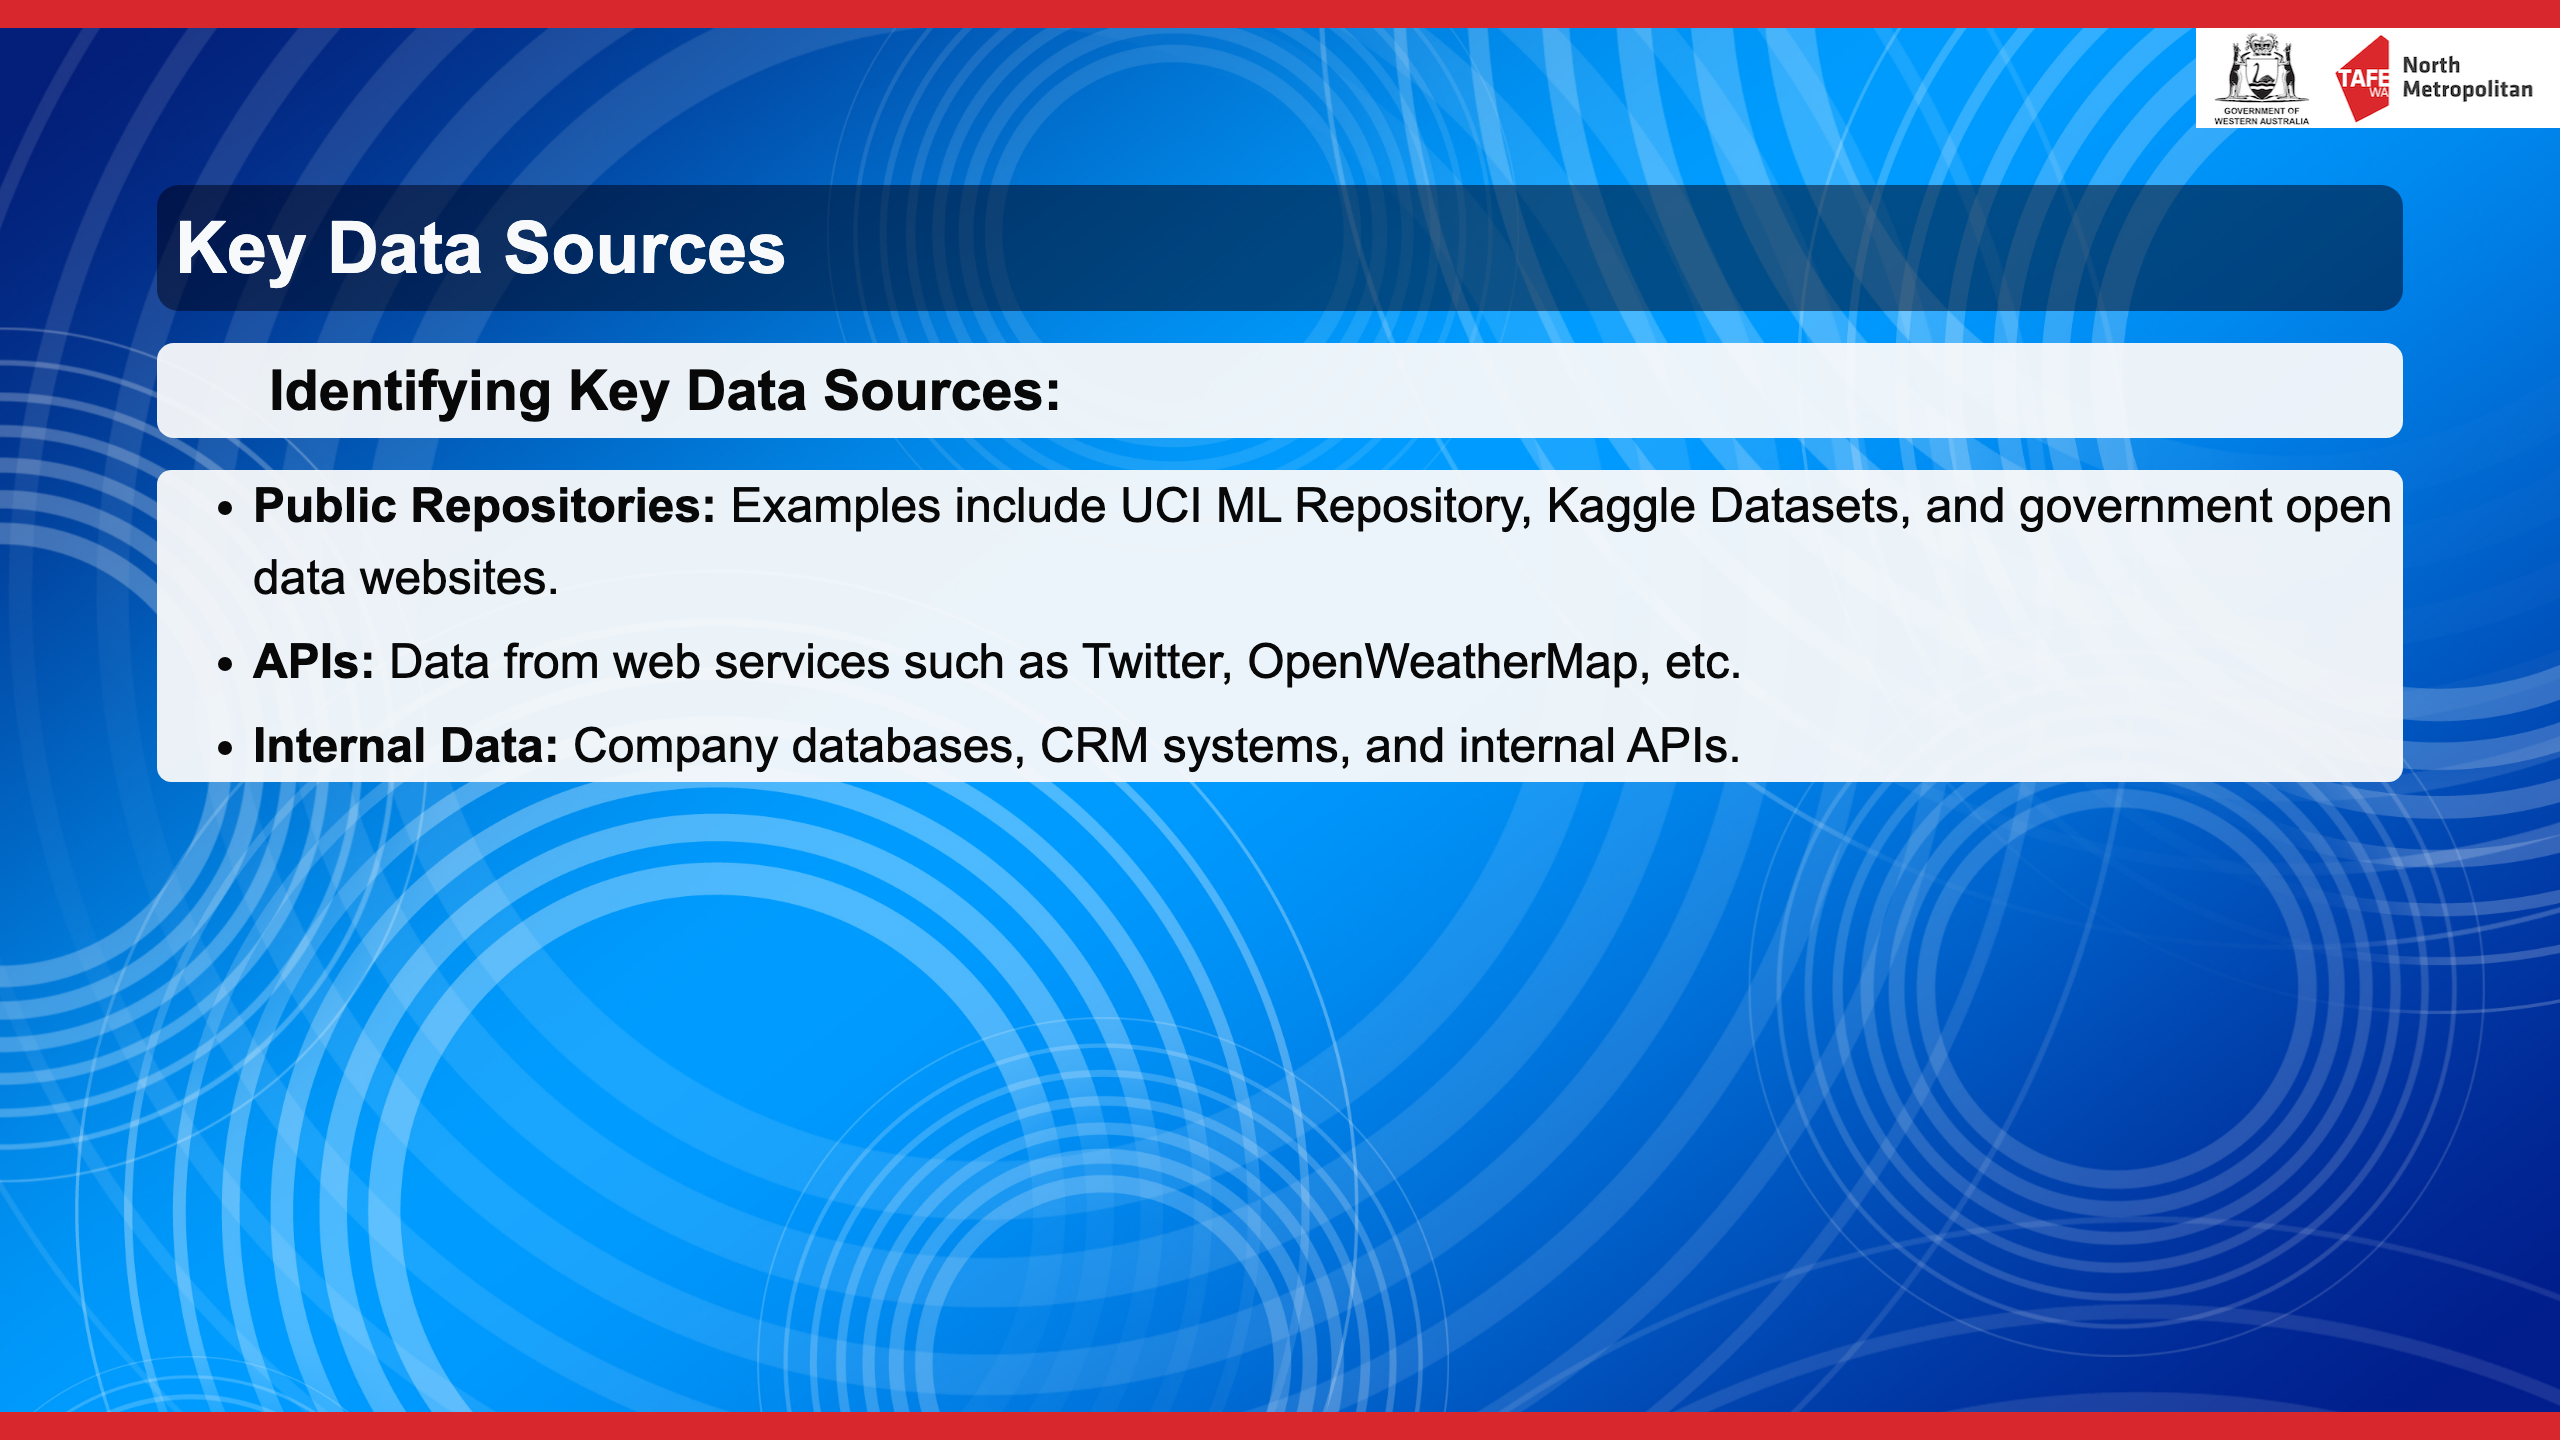 GOVERNMENT OF
WESTERN AUSTRALIA
TAFE
WA
North
Metropolitan
Key Data Sources
Identifying Key Data Sources:
• Public Repositories: Examples include UCI ML Repository, Kaggle Datasets, and government open
data websites.
• APIs: Data from web services such as Twitter, OpenWeatherMap, etc.
• Internal Data: Company databases, CRM systems, and internal APIs.